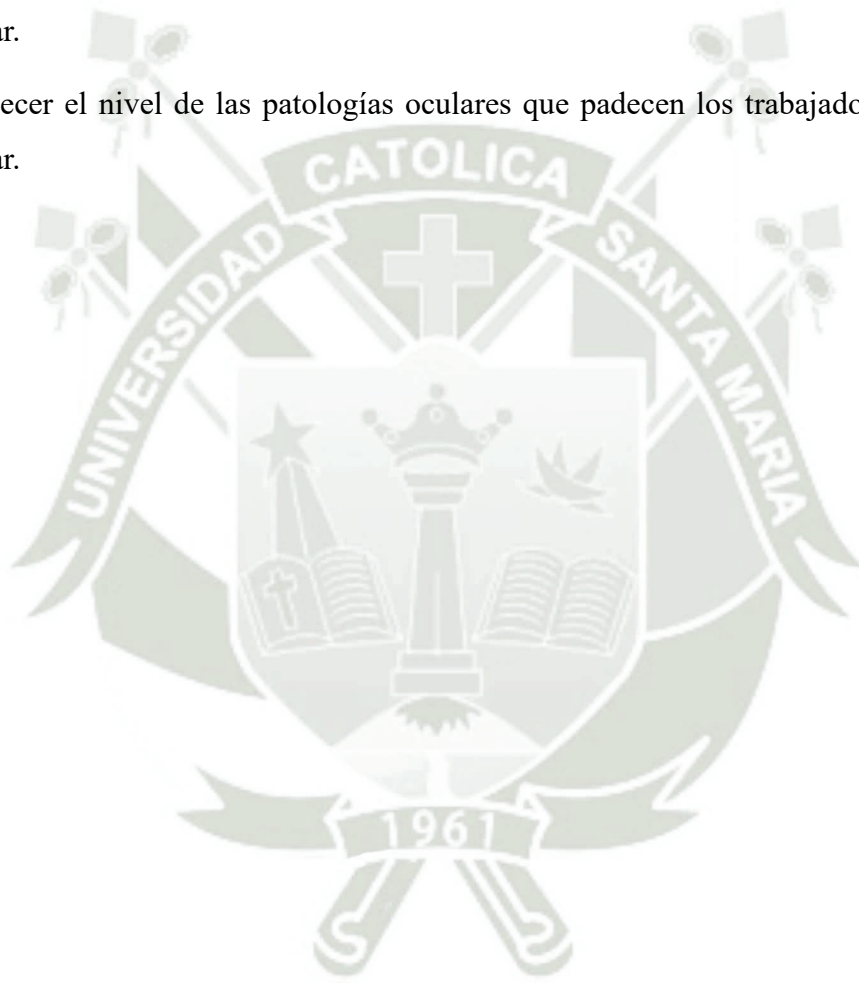 ar.
ecer el nivel de las patologías oculares que padecen los trabajado
ar.
UNIVERSIDAD CATOLICA SANTA MARIA
1961